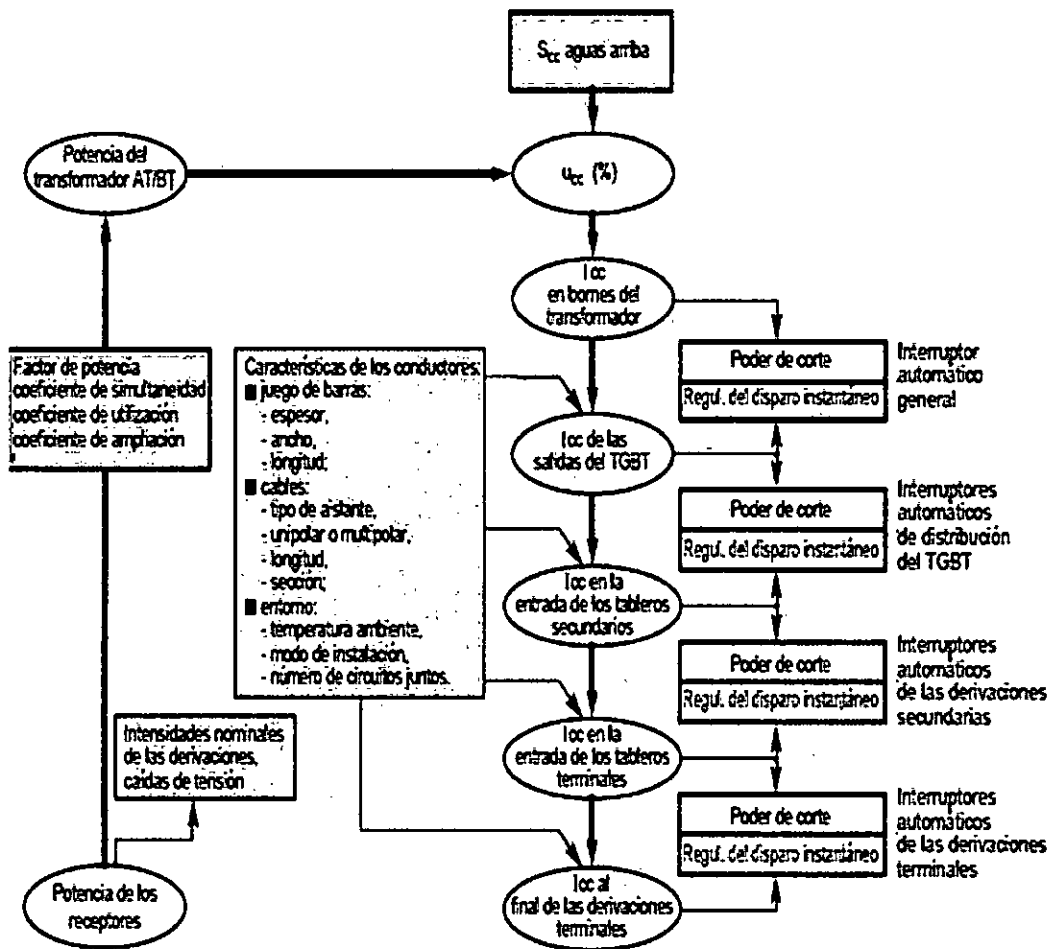 Scc aguas arriba
Potencia del
transformador AT/BT
ucc (%)
Icc
en bornes del
transformador
Factor de potencia
coeficiente de simultaneidad
coeficiente de utilización
coeficiente de ampliación
Características de los conductores:
■ juego de barras:
- espesor,
- ancho,
- longitud;
■ cables:
- tipo de aislante,
- unipolar o multipolar,
- longitud,
- sección;
■ entorno:
- temperatura ambiente,
- modo de instalación,
- número de circuitos juntos.
Poder de corte
Regul. del disparo instantáneo
Interruptor
automático
general
Icc de las
salidas del TGBT
Poder de corte
Regul. del disparo instantáneo
Interruptores
automáticos
de distribución
del TGBT
Icc en la
entrada de los tableros
secundarios
Poder de corte
Regul. del disparo instantáneo
Interruptores
automáticos
de las derivaciones
secundarias
Intensidades nominales
de las derivaciones,
caídas de tensión
Icc en la
entrada de los tableros
terminales
Poder de corte
Regul. del disparo instantáneo
Interruptores
automáticos
de las derivaciones
terminales
Potencia de los
receptores
Icc al
final de las derivaciones
terminales